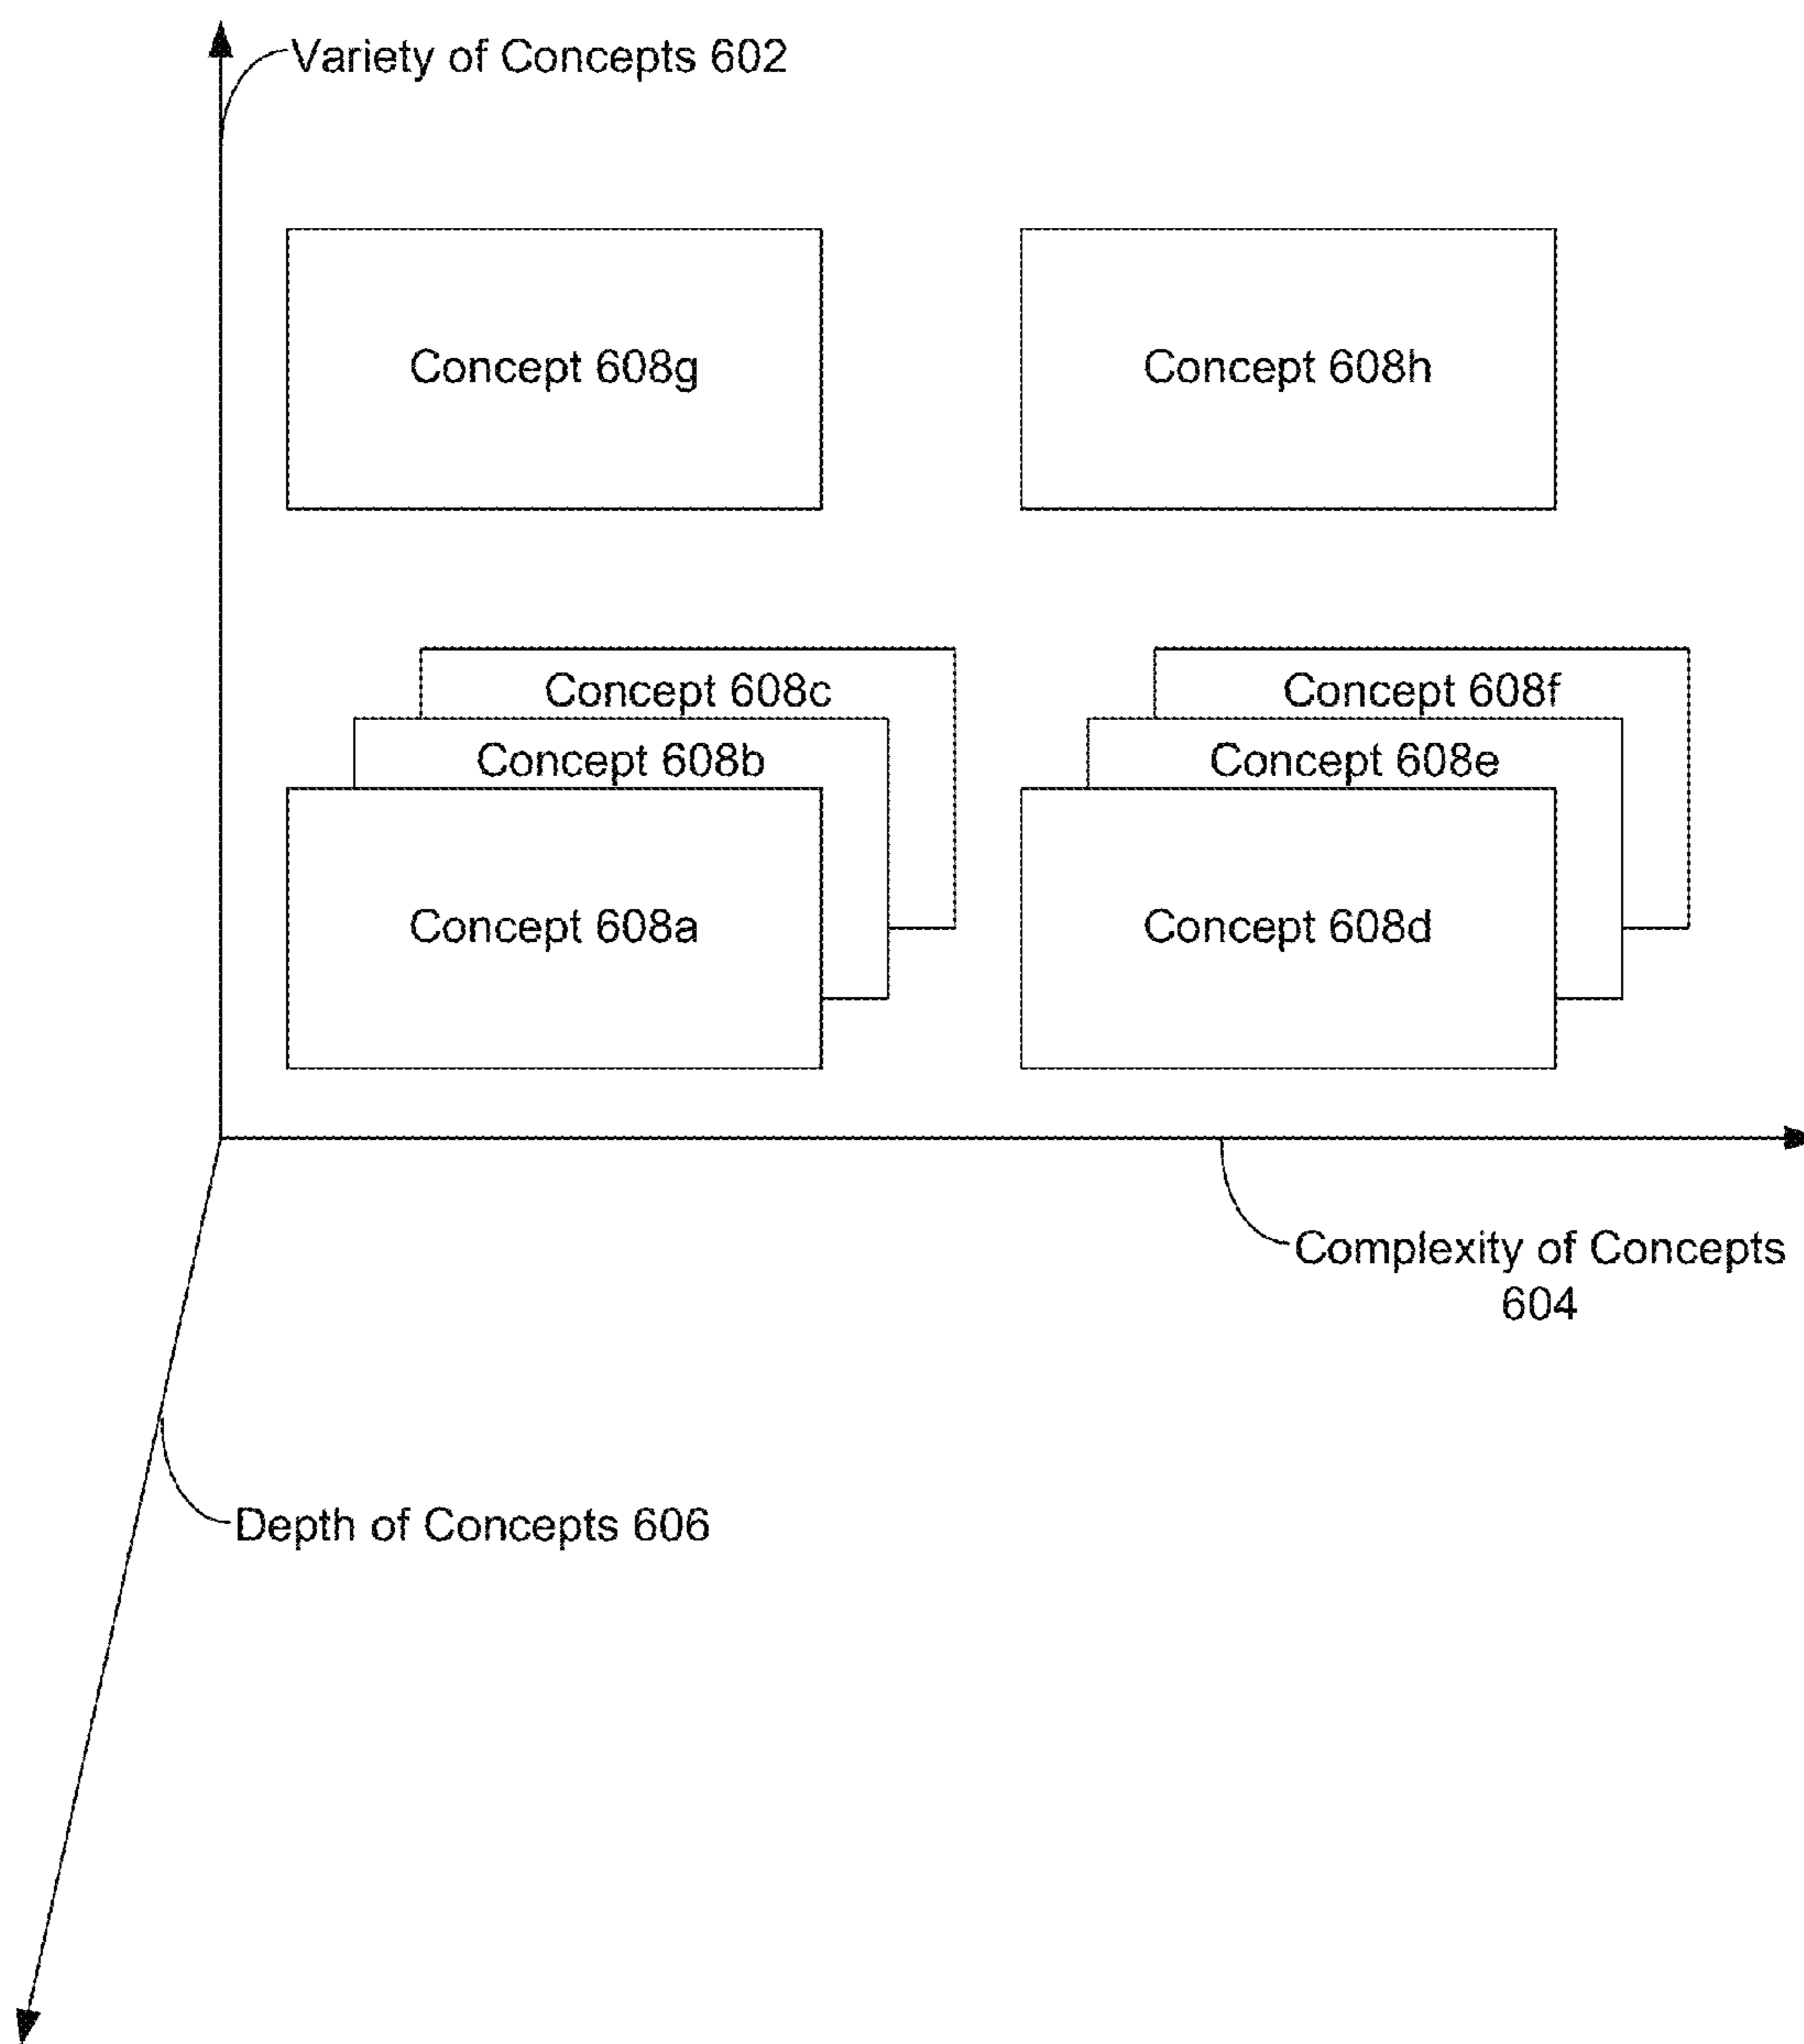 Variety of Concepts 602
Concept 608g
Concept 608h
Concept 608c
Concept 608f
Concept 608b
Concept 608e
Concept 608a
Concept 608d
Complexity of Concepts
604
Depth of Concepts 606